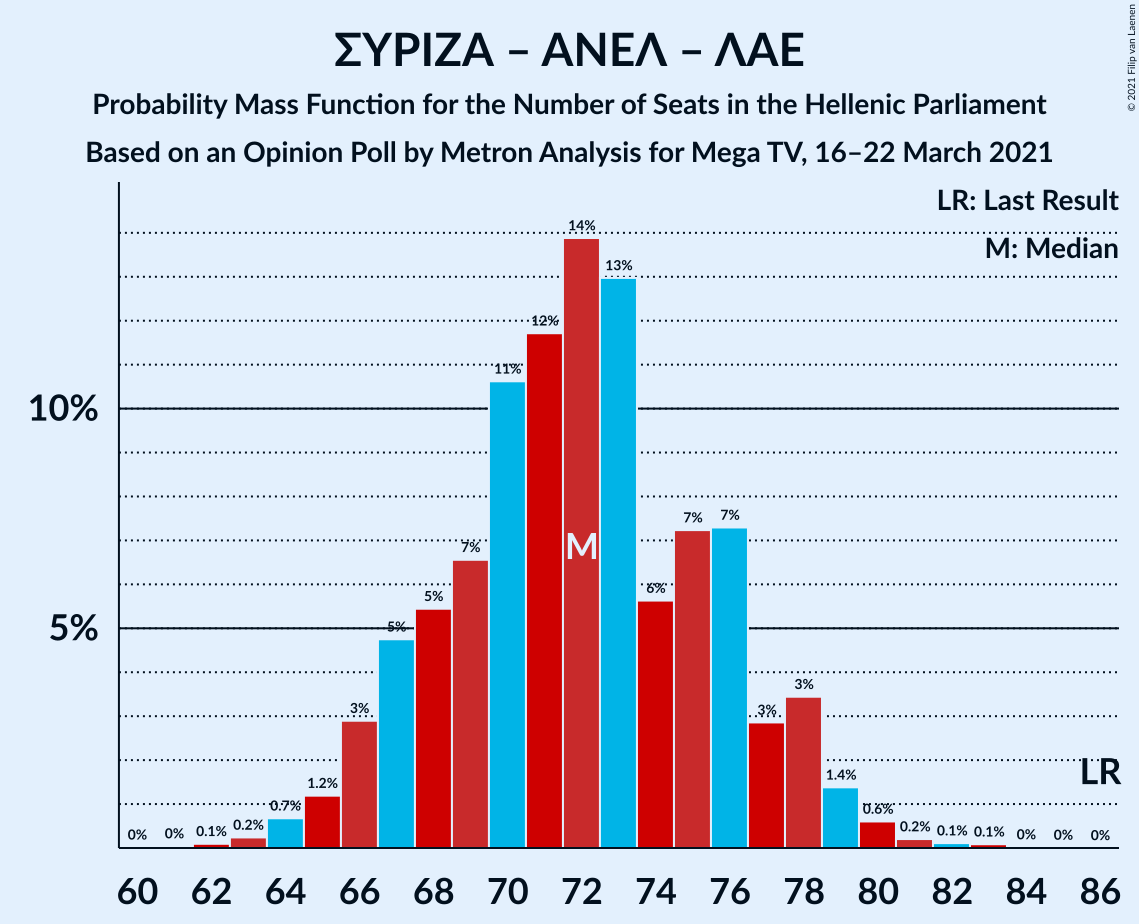 ΣΥΡΙΖΑ – ΑΝΕΛ – ΛΑΕ
Probability Mass Function for the Number of Seats in the Hellenic Parliament
Based on an Opinion Poll by Metron Analysis for Mega TV, 16–22 March 2021
© 2021 Filip van Laenen
LR: Last Result
M: Median
10%
5%
0% 0% 0.1% 0.2% 0.7% 1.2% 3% 5% 5% 7% 11% 12% 14% 13% 6% 7% 7% 3% 3% 1.4% 0.6% 0.2% 0.1% 0.1% 0% 0% 0%
M
LR
60 62 64 66 68 70 72 74 76 78 80 82 84 86